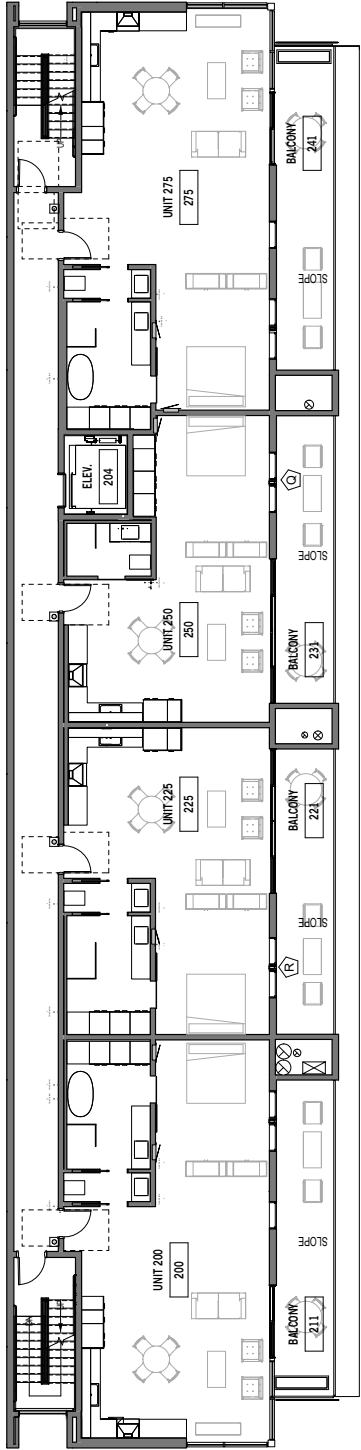 UNIT 275
275
BALCONY
241
SLOPE
ELEV.
204
Q
SLOPE
UNIT 250
250
BALCONY
231
UNIT 225
225
BALCONY
221
SLOPE
R
SLOPE
UNIT 200
200
BALCONY
211